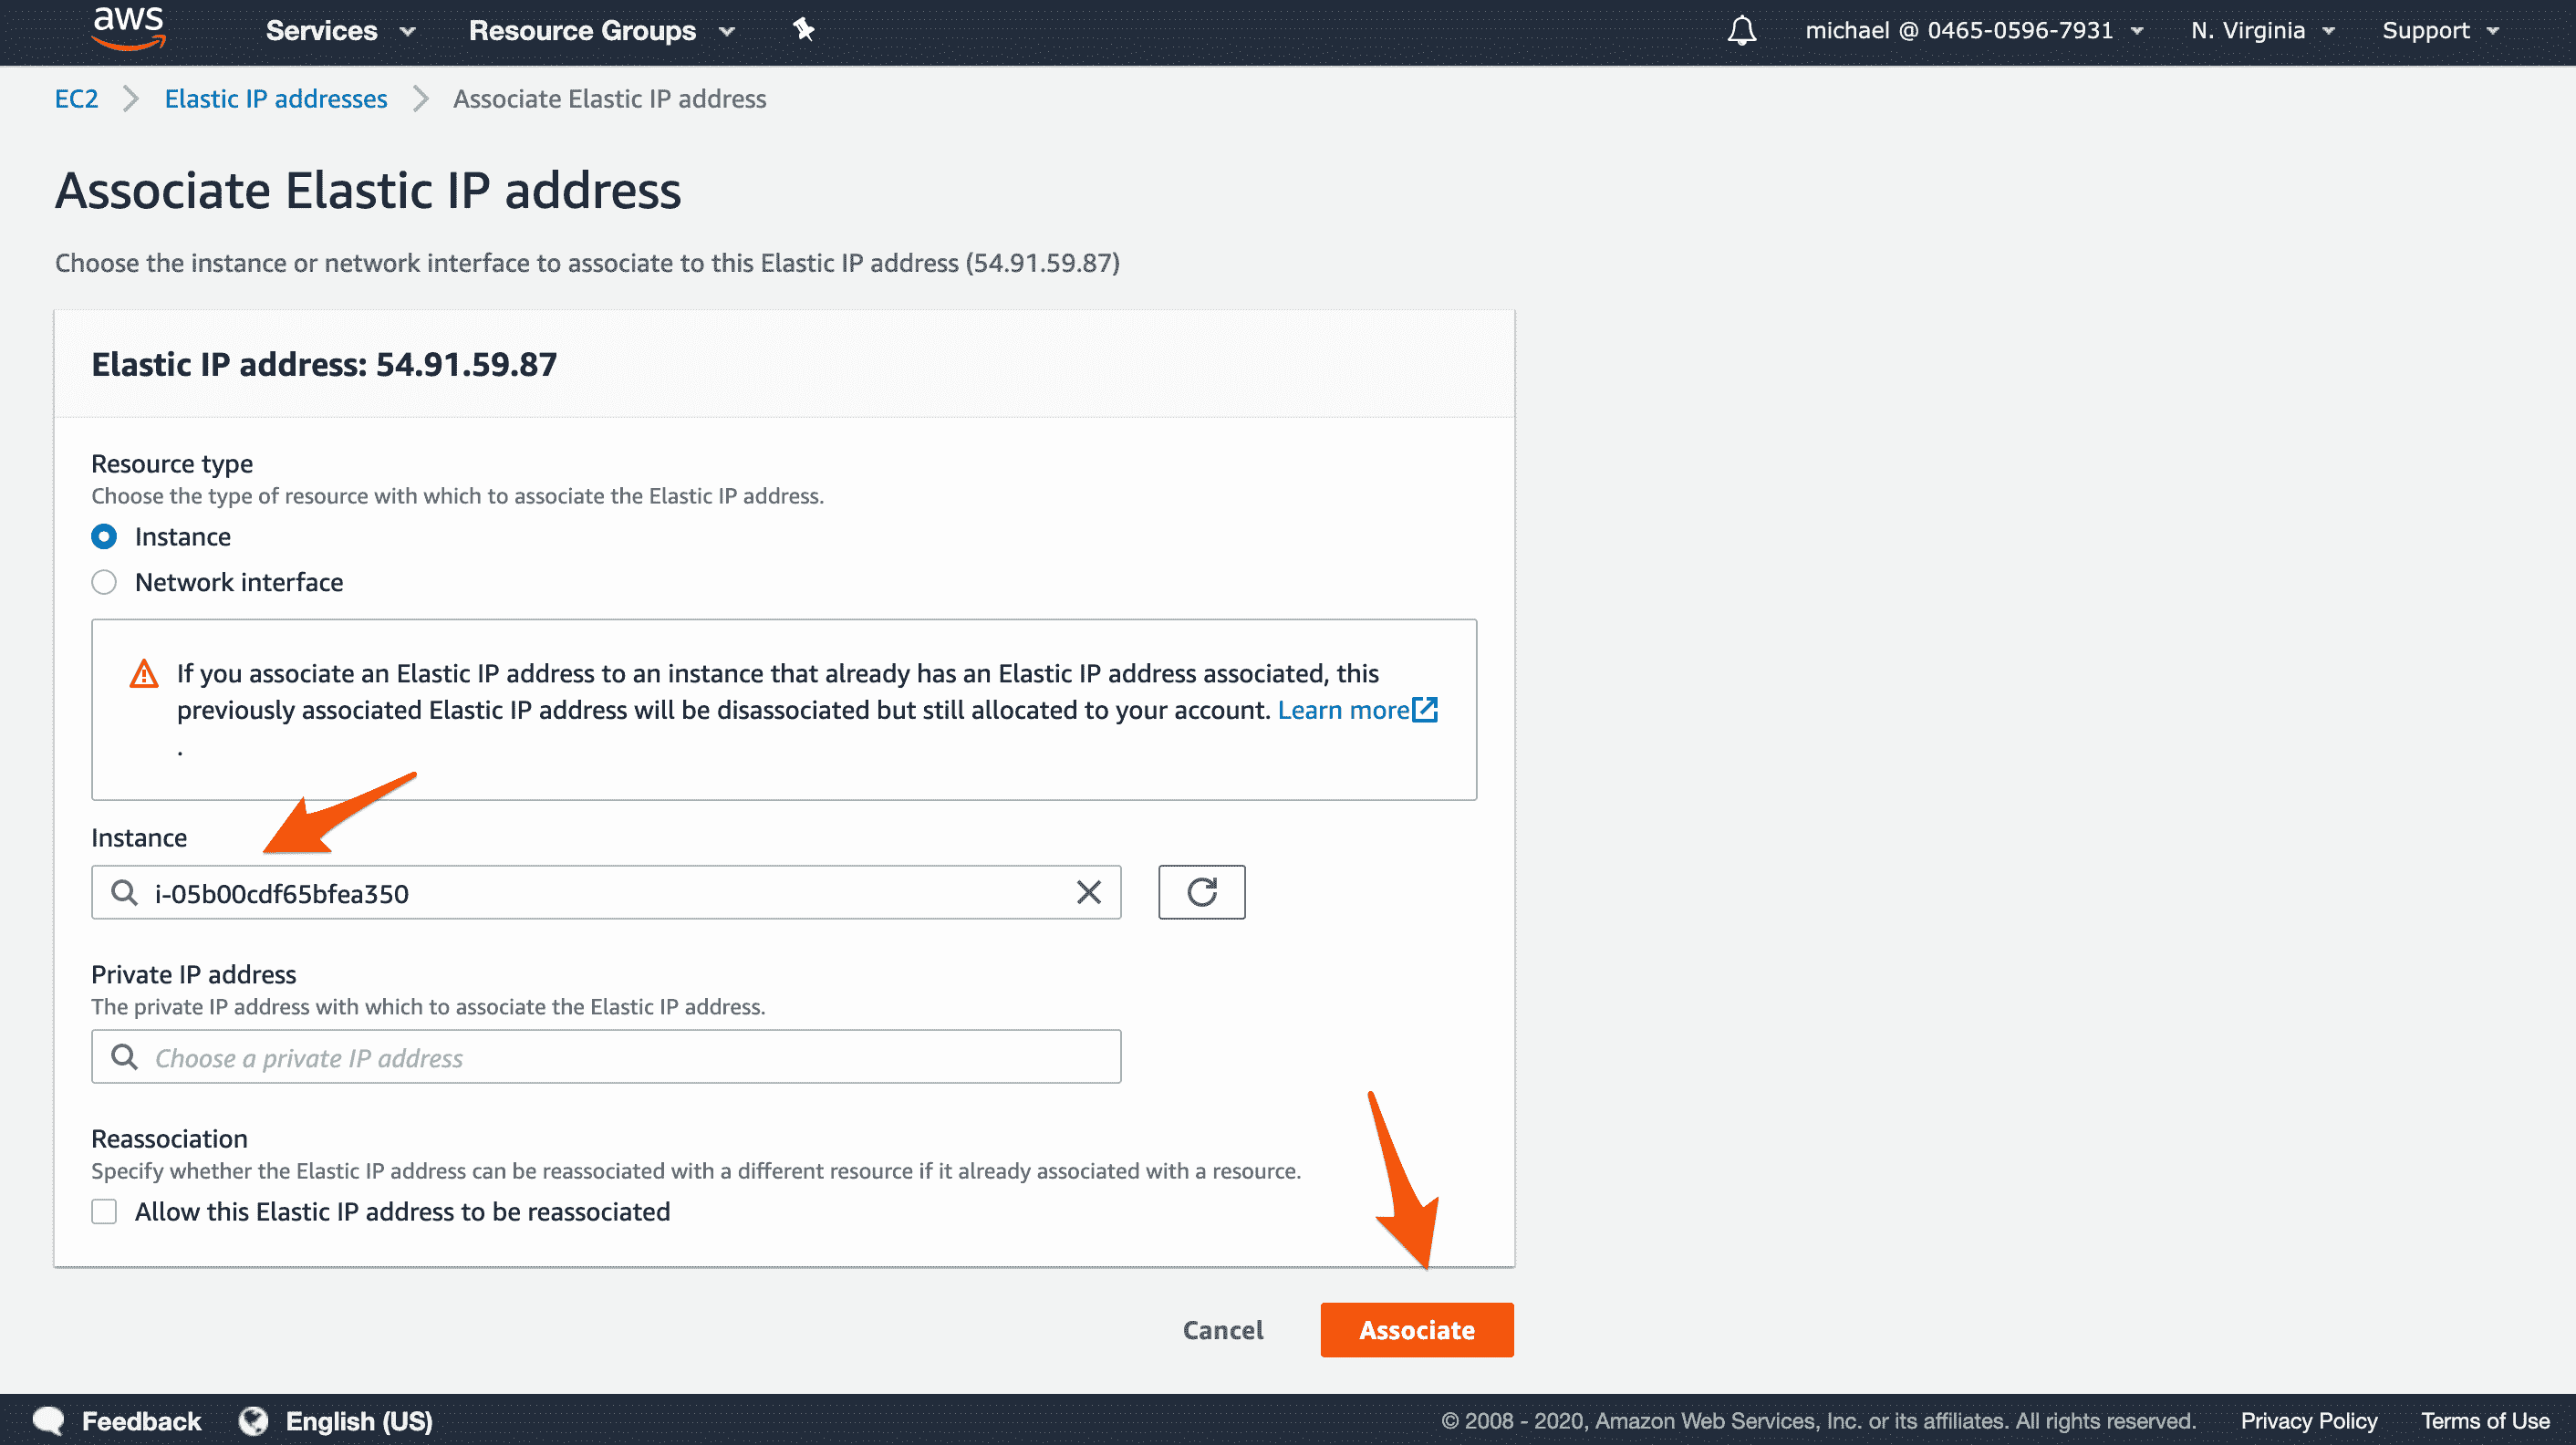 aws Services Resource Groups michael @ 0465-0596-7931 N. Virginia Support
EC2 Elastic IP addresses Associate Elastic IP address
Associate Elastic IP address
Choose the instance or network interface to associate to this Elastic IP address (54.91.59.87)
Elastic IP address: 54.91.59.87
Resource type
Choose the type of resource with which to associate the Elastic IP address.
Instance
Network interface
If you associate an Elastic IP address to an instance that already has an Elastic IP address associated, this
previously associated Elastic IP address will be disassociated but still allocated to your account. Learn more
.
Instance
i-05b00cdf65bfea350
Private IP address
The private IP address with which to associate the Elastic IP address.
Choose a private IP address
Reassociation
Specify whether the Elastic IP address can be reassociated with a different resource if it already associated with a resource.
Allow this Elastic IP address to be reassociated
Cancel Associate
Feedback English (US) © 2008 - 2020, Amazon Web Services, Inc. or its affiliates. All rights reserved. Privacy Policy Terms of Use